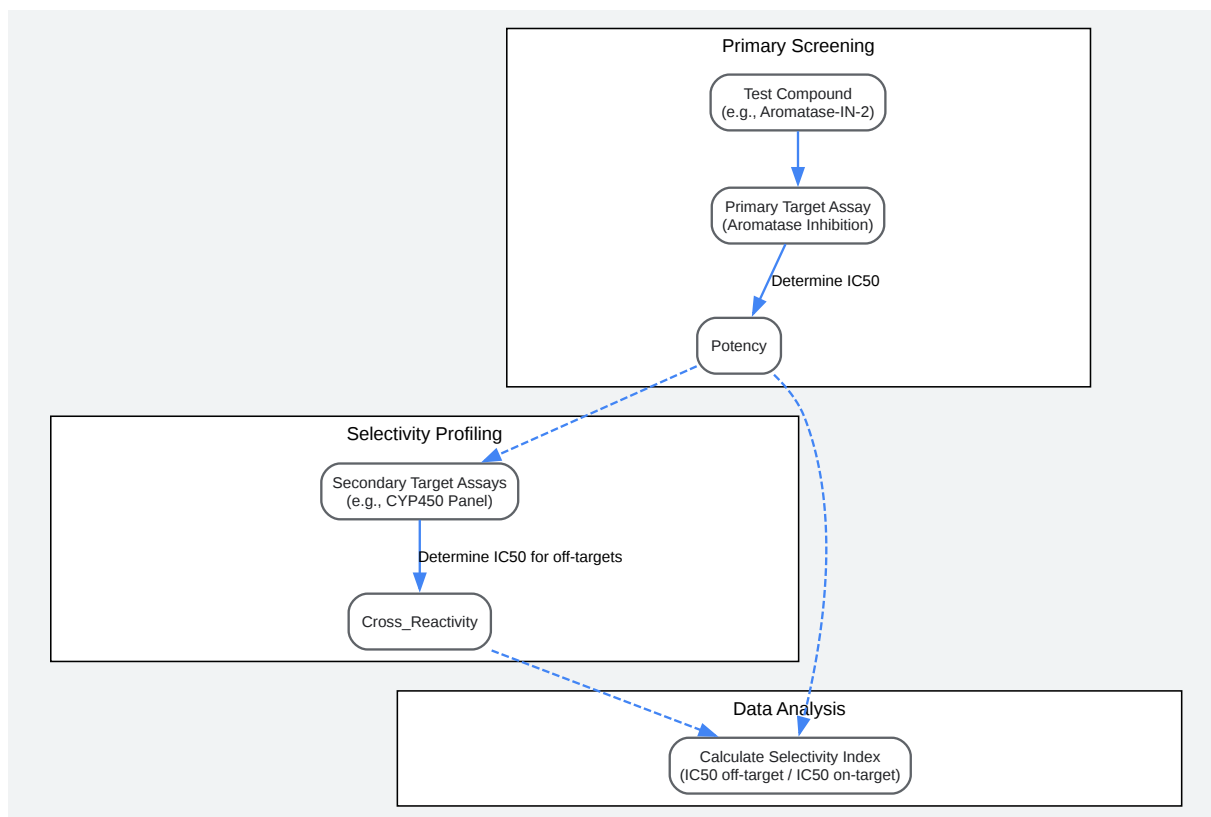 Primary Screening
Test Compound
(e.g., Aromatase-IN-2)
Primary Target Assay
(Aromatase Inhibition)
Determine IC50
Potency
Selectivity Profiling
Secondary Target Assays
(e.g., CYP450 Panel)
Determine IC50 for off-targets
Cross_Reactivity
Data Analysis
Calculate Selectivity Index
(IC50 off-target / IC50 on-target)